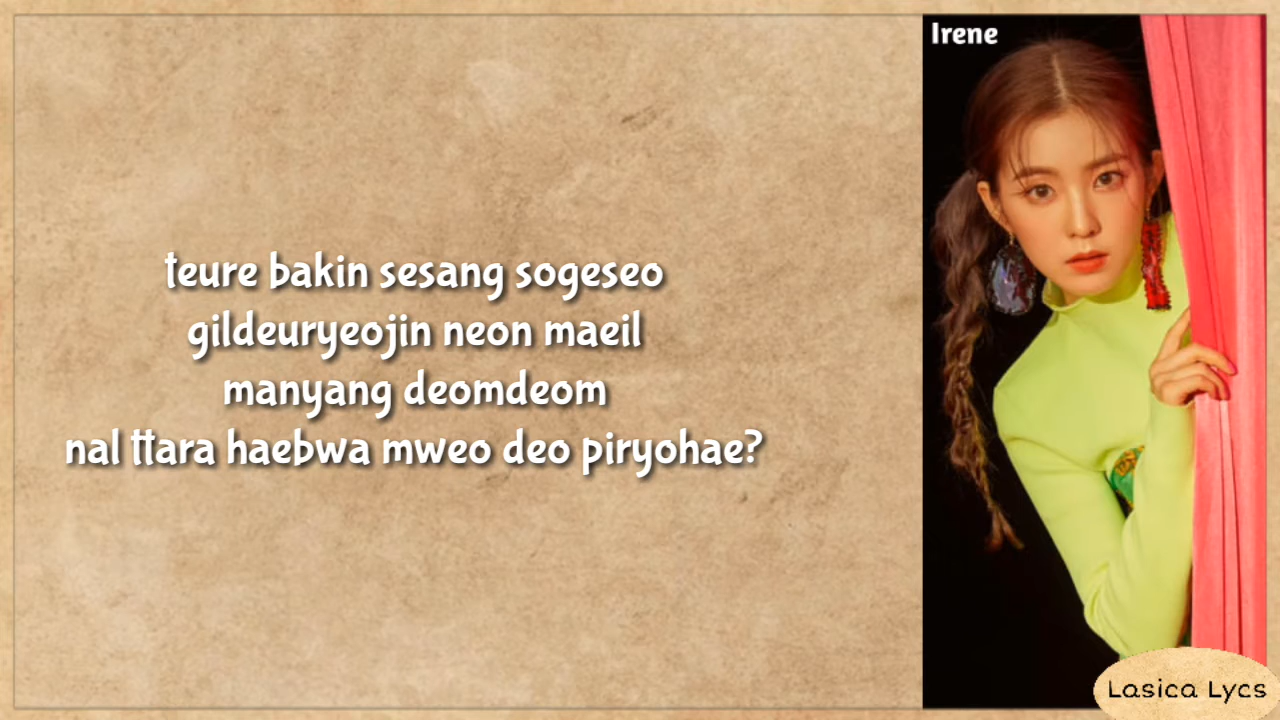 Irene
teure bakin sesang sogeseo
gildeuryeojin neon maeil
manyang deomdeom
nal ttara haebwa mweo deo piryohae?
Lasica Lycs